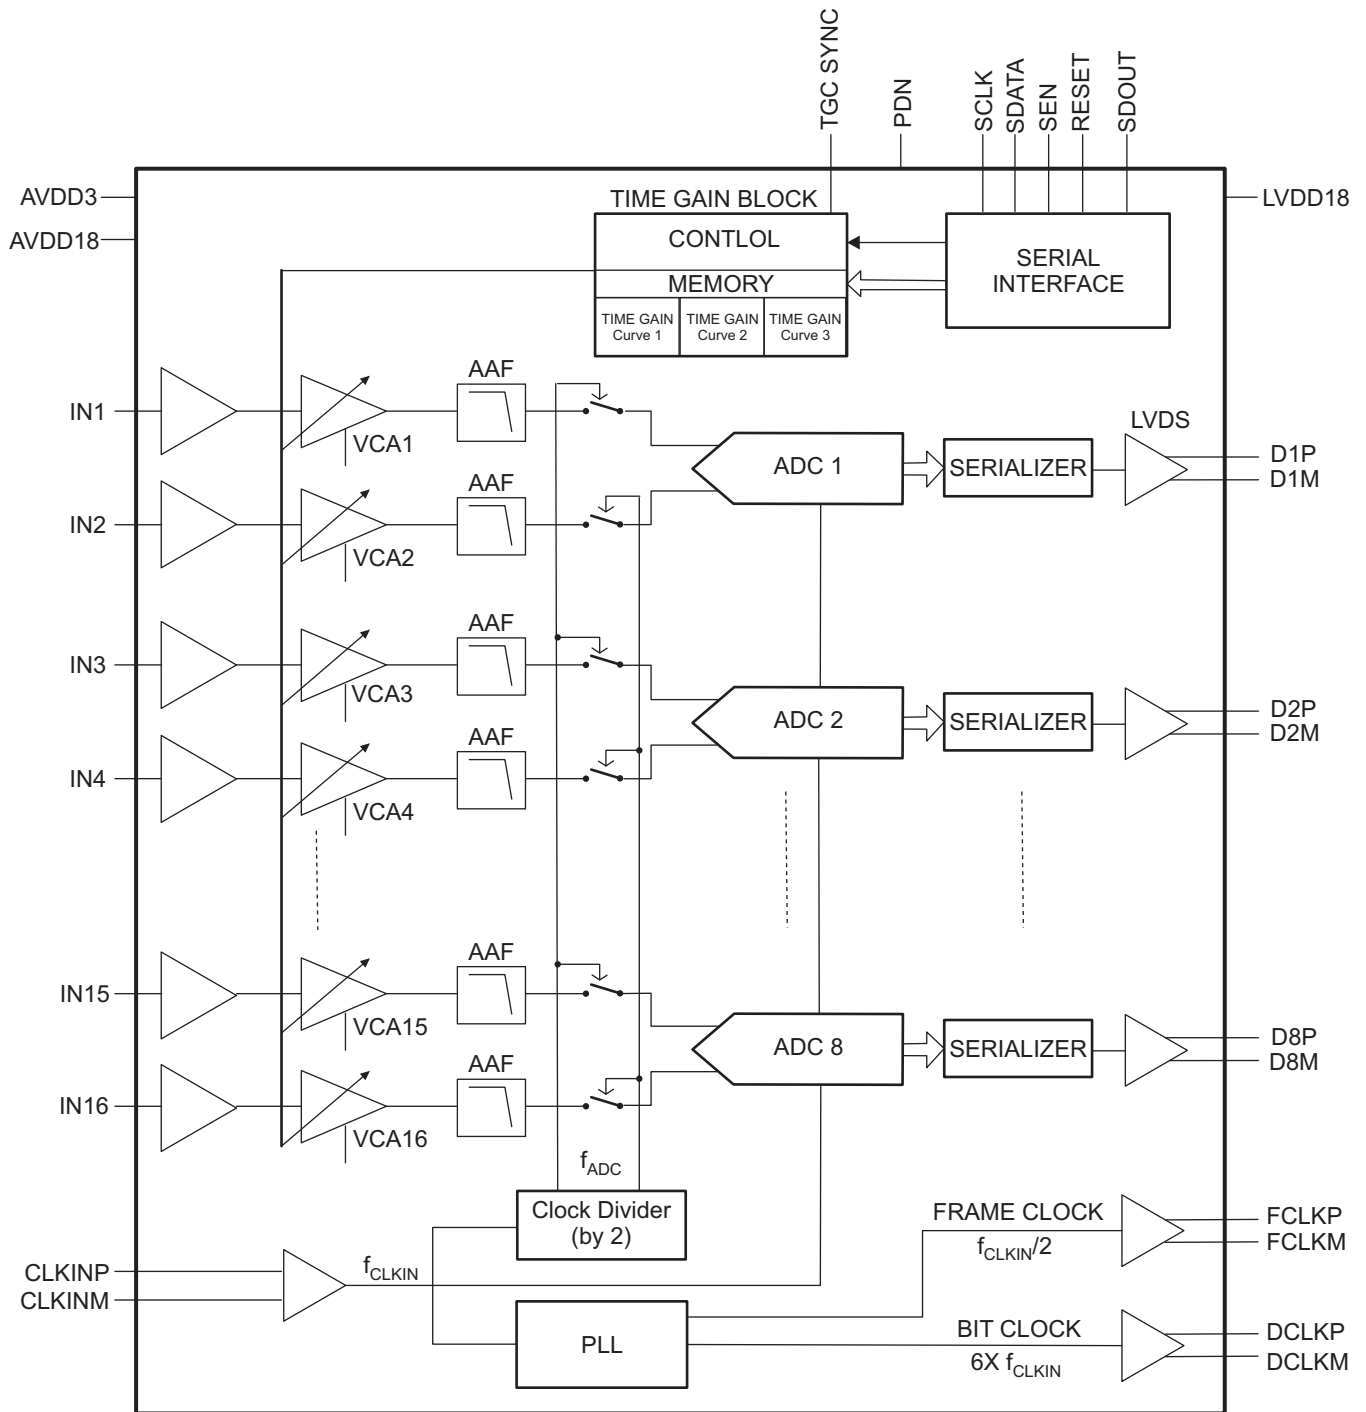 TGC SYNC
PDN
SCLK
SDATA
SEN
RESET
SDOUT
AVDD3
AVDD18
LVDD18
TIME GAIN BLOCK
CONTLOL
MEMORY
TIME GAIN
Curve 1
TIME GAIN
Curve 2
TIME GAIN
Curve 3
SERIAL
INTERFACE
IN1
VCA1
AAF
ADC 1
SERIALIZER
LVDS
D1P
D1M
IN2
VCA2
AAF
IN3
VCA3
AAF
ADC 2
SERIALIZER
D2P
D2M
IN4
VCA4
AAF
IN15
VCA15
AAF
ADC 8
SERIALIZER
D8P
D8M
IN16
VCA16
AAF
fADC
Clock Divider
(by 2)
FRAME CLOCK
fCLKIN/2
FCLKP
FCLKM
CLKINP
CLKINM
fCLKIN
PLL
BIT CLOCK
6X fCLKIN
DCLKP
DCLKM